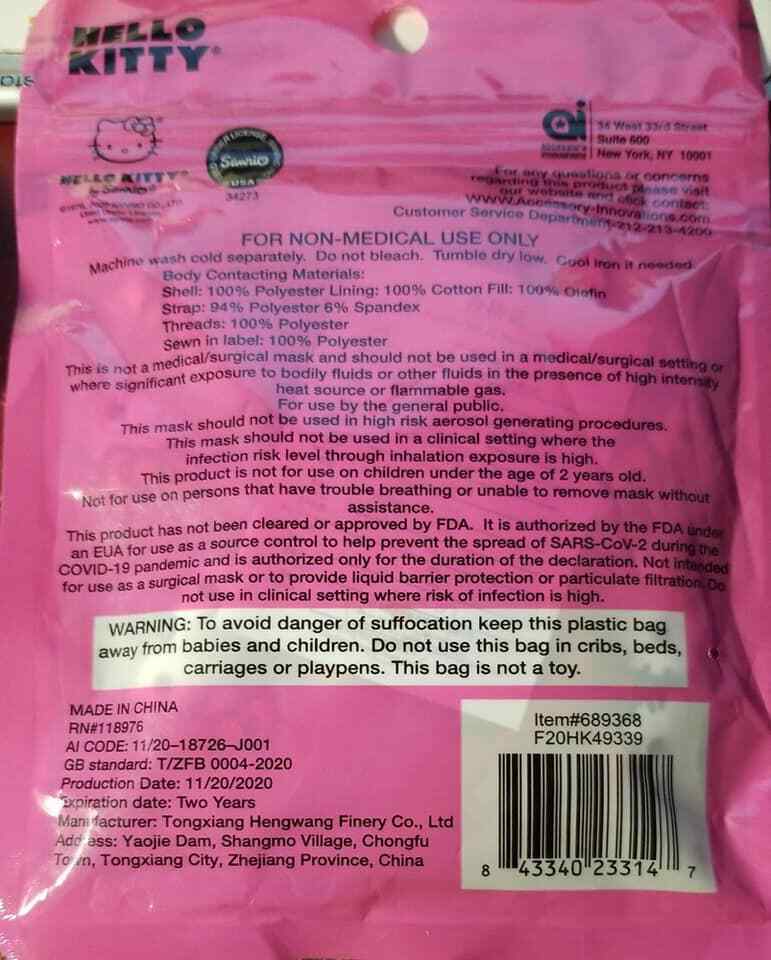 HELLO
KITTY®
34 West 33rd Street
Suite 600
New York, NY 10001
Sanrio
USA
34273
HELLO KITTY®
by Sanrio®
For any questions or concerns
regarding this product please visit
our website and click contact:
www.Accessory-Innovations.com
Customer Service Department-212-213-4200
FOR NON-MEDICAL USE ONLY
Machine wash cold separately. Do not bleach. Tumble dry low. Cool iron if needed.
Body Contacting Materials:
Shell: 100% Polyester Lining: 100% Cotton Fill: 100% Olefin
Strap: 94% Polyester 6% Spandex
Threads: 100% Polyester
Sewn in label: 100% Polyester
This is not a medical/surgical mask and should not be used in a medical/surgical setting or
where significant exposure to bodily fluids or other fluids in the presence of high intensity
heat source or flammable gas.
For use by the general public.
This mask should not be used in high risk aerosol generating procedures.
This mask should not be used in a clinical setting where the
infection risk level through inhalation exposure is high.
This product is not for use on children under the age of 2 years old.
Not for use on persons that have trouble breathing or unable to remove mask without
assistance.
This product has not been cleared or approved by FDA. It is authorized by the FDA under
an EUA for use as a source control to help prevent the spread of SARS-CoV-2 during the
COVID-19 pandemic and is authorized only for the duration of the declaration. Not intended
for use as a surgical mask or to provide liquid barrier protection or particulate filtration. Do
not use in clinical setting where risk of infection is high.
WARNING: To avoid danger of suffocation keep this plastic bag
away from babies and children. Do not use this bag in cribs, beds,
carriages or playpens. This bag is not a toy.
MADE IN CHINA
RN#118976
AI CODE: 11/20-18726-J001
GB standard: T/ZFB 0004-2020
Production Date: 11/20/2020
Expiration date: Two Years
Manufacturer: Tongxiang Hengwang Finery Co., Ltd
Address: Yaojie Dam, Shangmo Village, Chongfu
Town, Tongxiang City, Zhejiang Province, China
Item#689368
F20HK49339
8 43340 23314 7